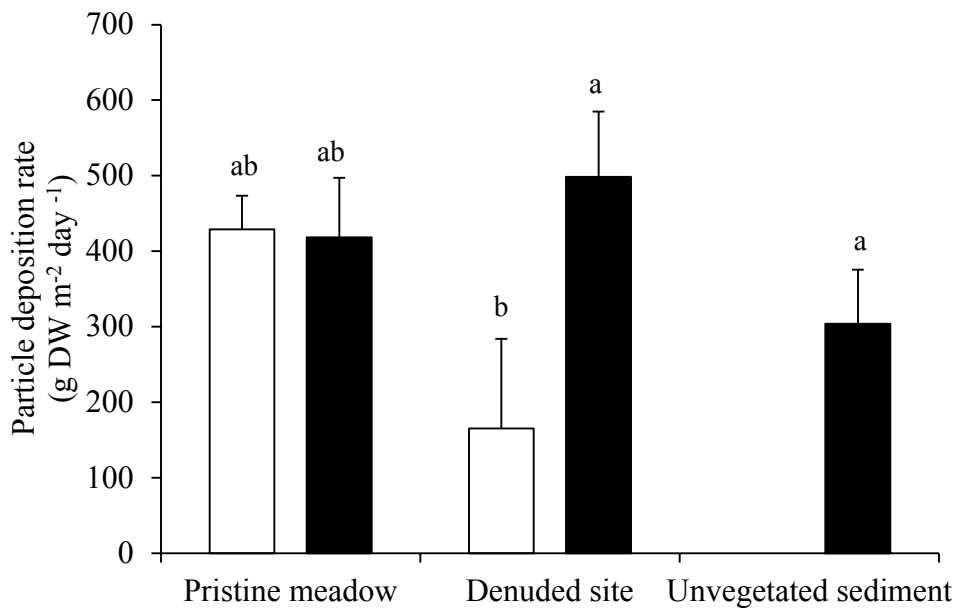 Particle deposition rate
(g DW m-2 day -1)
700
600
500
400
300
200
100
0
ab
ab
b
a
a
Pristine meadow
Denuded site
Unvegetated sediment